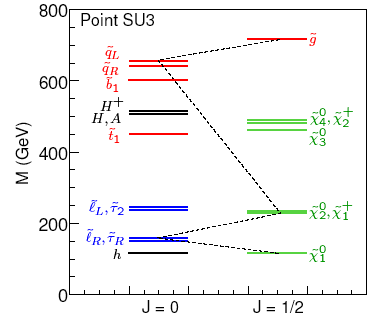 Point SU3
M (GeV)
800
600
400
200
0
q̃_L
q̃_R
b̃_1
H^+
H, A
t̃_1
ℓ̃_L, τ̃_2
ℓ̃_R, τ̃_R
h
g̃
χ̃_4^0, χ̃_2^+
χ̃_3^0
χ̃_2^0, χ̃_1^+
χ̃_1^0
J = 0
J = 1/2